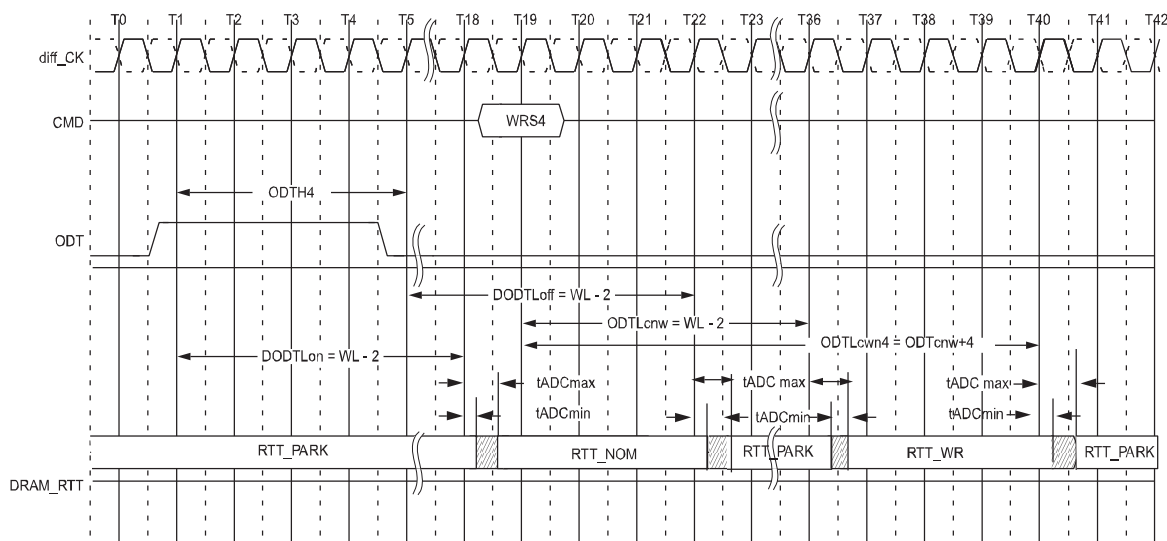 T0 T1 T2 T3 T4 T5 T18 T19 T20 T21 T22 T23 T36 T37 T38 T39 T40 T41 T42
diff_CK
CMD WRS4
ODTH4
ODT
DODTLoff = WL - 2
ODTLcnw = WL - 2
ODTLcwn4 = ODTcnw+4
DODTLon = WL - 2
tADCmax tADC max tADC max
tADCmin tADCmin tADCmin
RTT_PARK RTT_NOM RTT_PARK RTT_WR RTT_PARK
DRAM_RTT